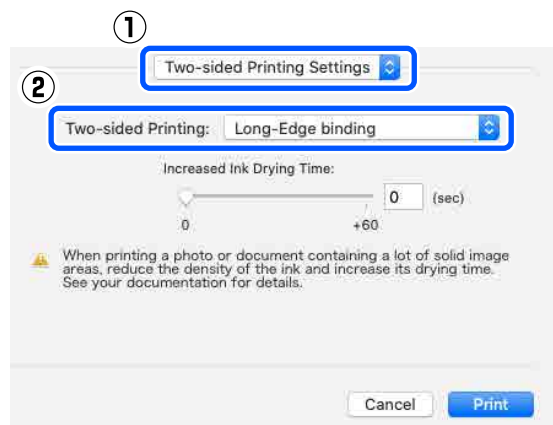 ①
Two-sided Printing Settings
②
Two-sided Printing: Long-Edge binding
Increased Ink Drying Time:
0 (sec)
0 +60
When printing a photo or document containing a lot of solid image
areas, reduce the density of the ink and increase its drying time.
See your documentation for details.
Cancel Print